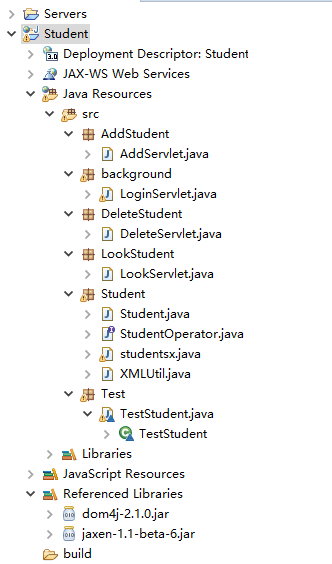 Servers
Student
Deployment Descriptor: Student
JAX-WS Web Services
Java Resources
src
AddStudent
AddServlet.java
background
LoginServlet.java
DeleteStudent
DeleteServlet.java
LookStudent
LookServlet.java
Student
Student.java
StudentOperator.java
studentsx.java
XMLUtil.java
Test
TestStudent.java
TestStudent
Libraries
JavaScript Resources
Referenced Libraries
dom4j-2.1.0.jar
jaxen-1.1-beta-6.jar
build